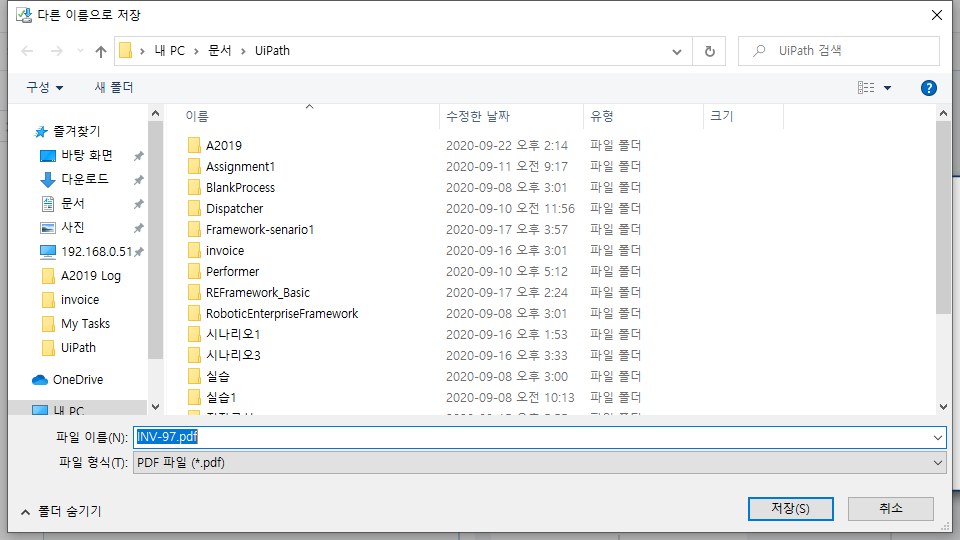 다른 이름으로 저장
내 PC > 문서 > UiPath
UiPath 검색
구성
새 폴더
즐겨찾기
바탕 화면
다운로드
문서
사진
192.168.0.51
A2019 Log
invoice
My Tasks
UiPath
OneDrive
내 PC
이름 수정한 날짜 유형 크기
A2019 2020-09-22 오후 2:14 파일 폴더
Assignment1 2020-09-11 오전 9:17 파일 폴더
BlankProcess 2020-09-08 오후 3:01 파일 폴더
Dispatcher 2020-09-10 오전 11:56 파일 폴더
Framework-senario1 2020-09-17 오후 3:57 파일 폴더
invoice 2020-09-16 오후 3:01 파일 폴더
Performer 2020-09-10 오후 5:12 파일 폴더
REFramework_Basic 2020-09-17 오후 2:24 파일 폴더
RoboticEnterpriseFramework 2020-09-08 오후 3:01 파일 폴더
시나리오1 2020-09-16 오후 1:53 파일 폴더
시나리오3 2020-09-16 오후 3:33 파일 폴더
실습 2020-09-08 오후 3:00 파일 폴더
실습1 2020-09-08 오전 10:13 파일 폴더
파일 이름(N): INV-97.pdf
파일 형식(T): PDF 파일 (*.pdf)
폴더 숨기기
저장(S)
취소